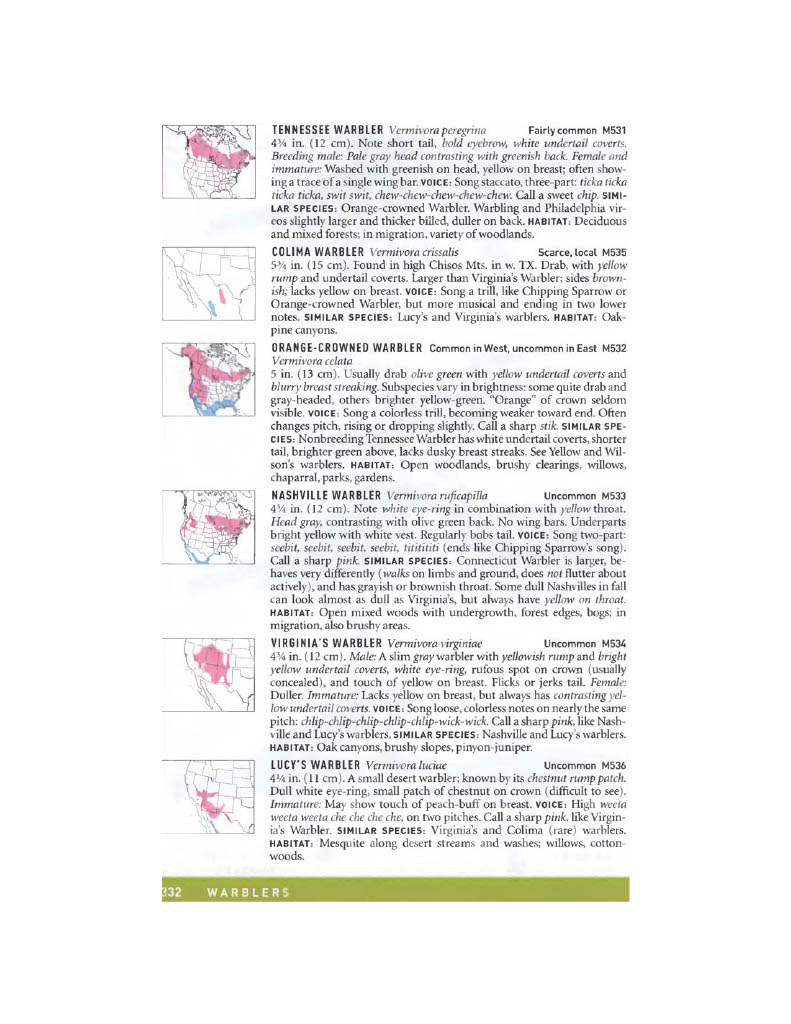 TENNESSEE WARBLER Vermivora peregrina Fairly common M531
4¾ in. (12 cm). Note short tail, bold eyebrow, white undertail coverts.
Breeding male: Pale gray head contrasting with greenish back. Female and
immature: Washed with greenish on head, yellow on breast; often show-
ing a trace of a single wing bar. VOICE: Song staccato, three-part: ticka ticka
ticka ticka, swit swit, chew-chew-chew-chew-chew. Call a sweet chip. SIMI-
LAR SPECIES: Orange-crowned Warbler. Warbling and Philadelphia vir-
eos slightly larger and thicker billed, duller on back. HABITAT: Deciduous
and mixed forests; in migration, variety of woodlands.
COLIMA WARBLER Vermivora crissalis Scarce, local M535
5¾ in. (15 cm). Found in high Chisos Mts. in w. TX. Drab, with yellow
rump and undertail coverts. Larger than Virginia's Warbler; sides brown-
ish; lacks yellow on breast. VOICE: Song a trill, like Chipping Sparrow or
Orange-crowned Warbler, but more musical and ending in two lower
notes. SIMILAR SPECIES: Lucy's and Virginia's warblers. HABITAT: Oak-
pine canyons.
ORANGE-CROWNED WARBLER Common in West, uncommon in East M532
Vermivora celata
5 in. (13 cm). Usually drab olive green with yellow undertail coverts and
blurry breast streaking. Subspecies vary in brightness: some quite drab and
gray-headed, others brighter yellow-green. "Orange" of crown seldom
visible. VOICE: Song a colorless trill, becoming weaker toward end. Often
changes pitch, rising or dropping slightly. Call a sharp stik. SIMILAR SPE-
CIES: Nonbreeding Tennessee Warbler has white undertail coverts, shorter
tail, brighter green above, lacks dusky breast streaks. See Yellow and Wil-
son's warblers. HABITAT: Open woodlands, brushy clearings, willows,
chaparral, parks, gardens.
NASHVILLE WARBLER Vermivora ruficapilla Uncommon M533
4¾ in. (12 cm). Note white eye-ring in combination with yellow throat.
Head gray, contrasting with olive green back. No wing bars. Underparts
bright yellow with white vest. Regularly bobs tail. VOICE: Song two-part:
seebit, seebit, seebit, seebit, titititi (ends like Chipping Sparrow's song).
Call a sharp pink. SIMILAR SPECIES: Connecticut Warbler is larger, be-
haves very differently (walks on limbs and ground, does not flutter about
actively), and has grayish or brownish throat. Some dull Nashvilles in fall
can look almost as dull as Virginia's, but always have yellow on throat.
HABITAT: Open mixed woods with undergrowth, forest edges, bogs; in
migration, also brushy areas.
VIRGINIA'S WARBLER Vermivora virginiae Uncommon M534
4¾ in. (12 cm). Male: A slim gray warbler with yellowish rump and bright
yellow undertail coverts, white eye-ring, rufous spot on crown (usually
concealed), and touch of yellow on breast. Flicks or jerks tail. Female:
Duller. Immature: Lacks yellow on breast, but always has contrasting yel-
low undertail coverts. VOICE: Song loose, colorless notes on nearly the same
pitch: chlip-chlip-chlip-chlip-chlip-wick-wick. Call a sharp pink, like Nash-
ville and Lucy's warblers. SIMILAR SPECIES: Nashville and Lucy's warblers.
HABITAT: Oak canyons, brushy slopes, pinyon-juniper.
LUCY'S WARBLER Vermivora luciae Uncommon M536
4¼ in. (11 cm). A small desert warbler; known by its chestnut rump patch.
Dull white eye-ring, small patch of chestnut on crown (difficult to see).
Immature: May show touch of peach-buff on breast. VOICE: High weeta
weeta weeta che che che che, on two pitches. Call a sharp pink, like Virgin-
ia's Warbler. SIMILAR SPECIES: Virginia's and Colima (rare) warblers.
HABITAT: Mesquite along desert streams and washes; willows, cotton-
woods.
332 WARBLERS